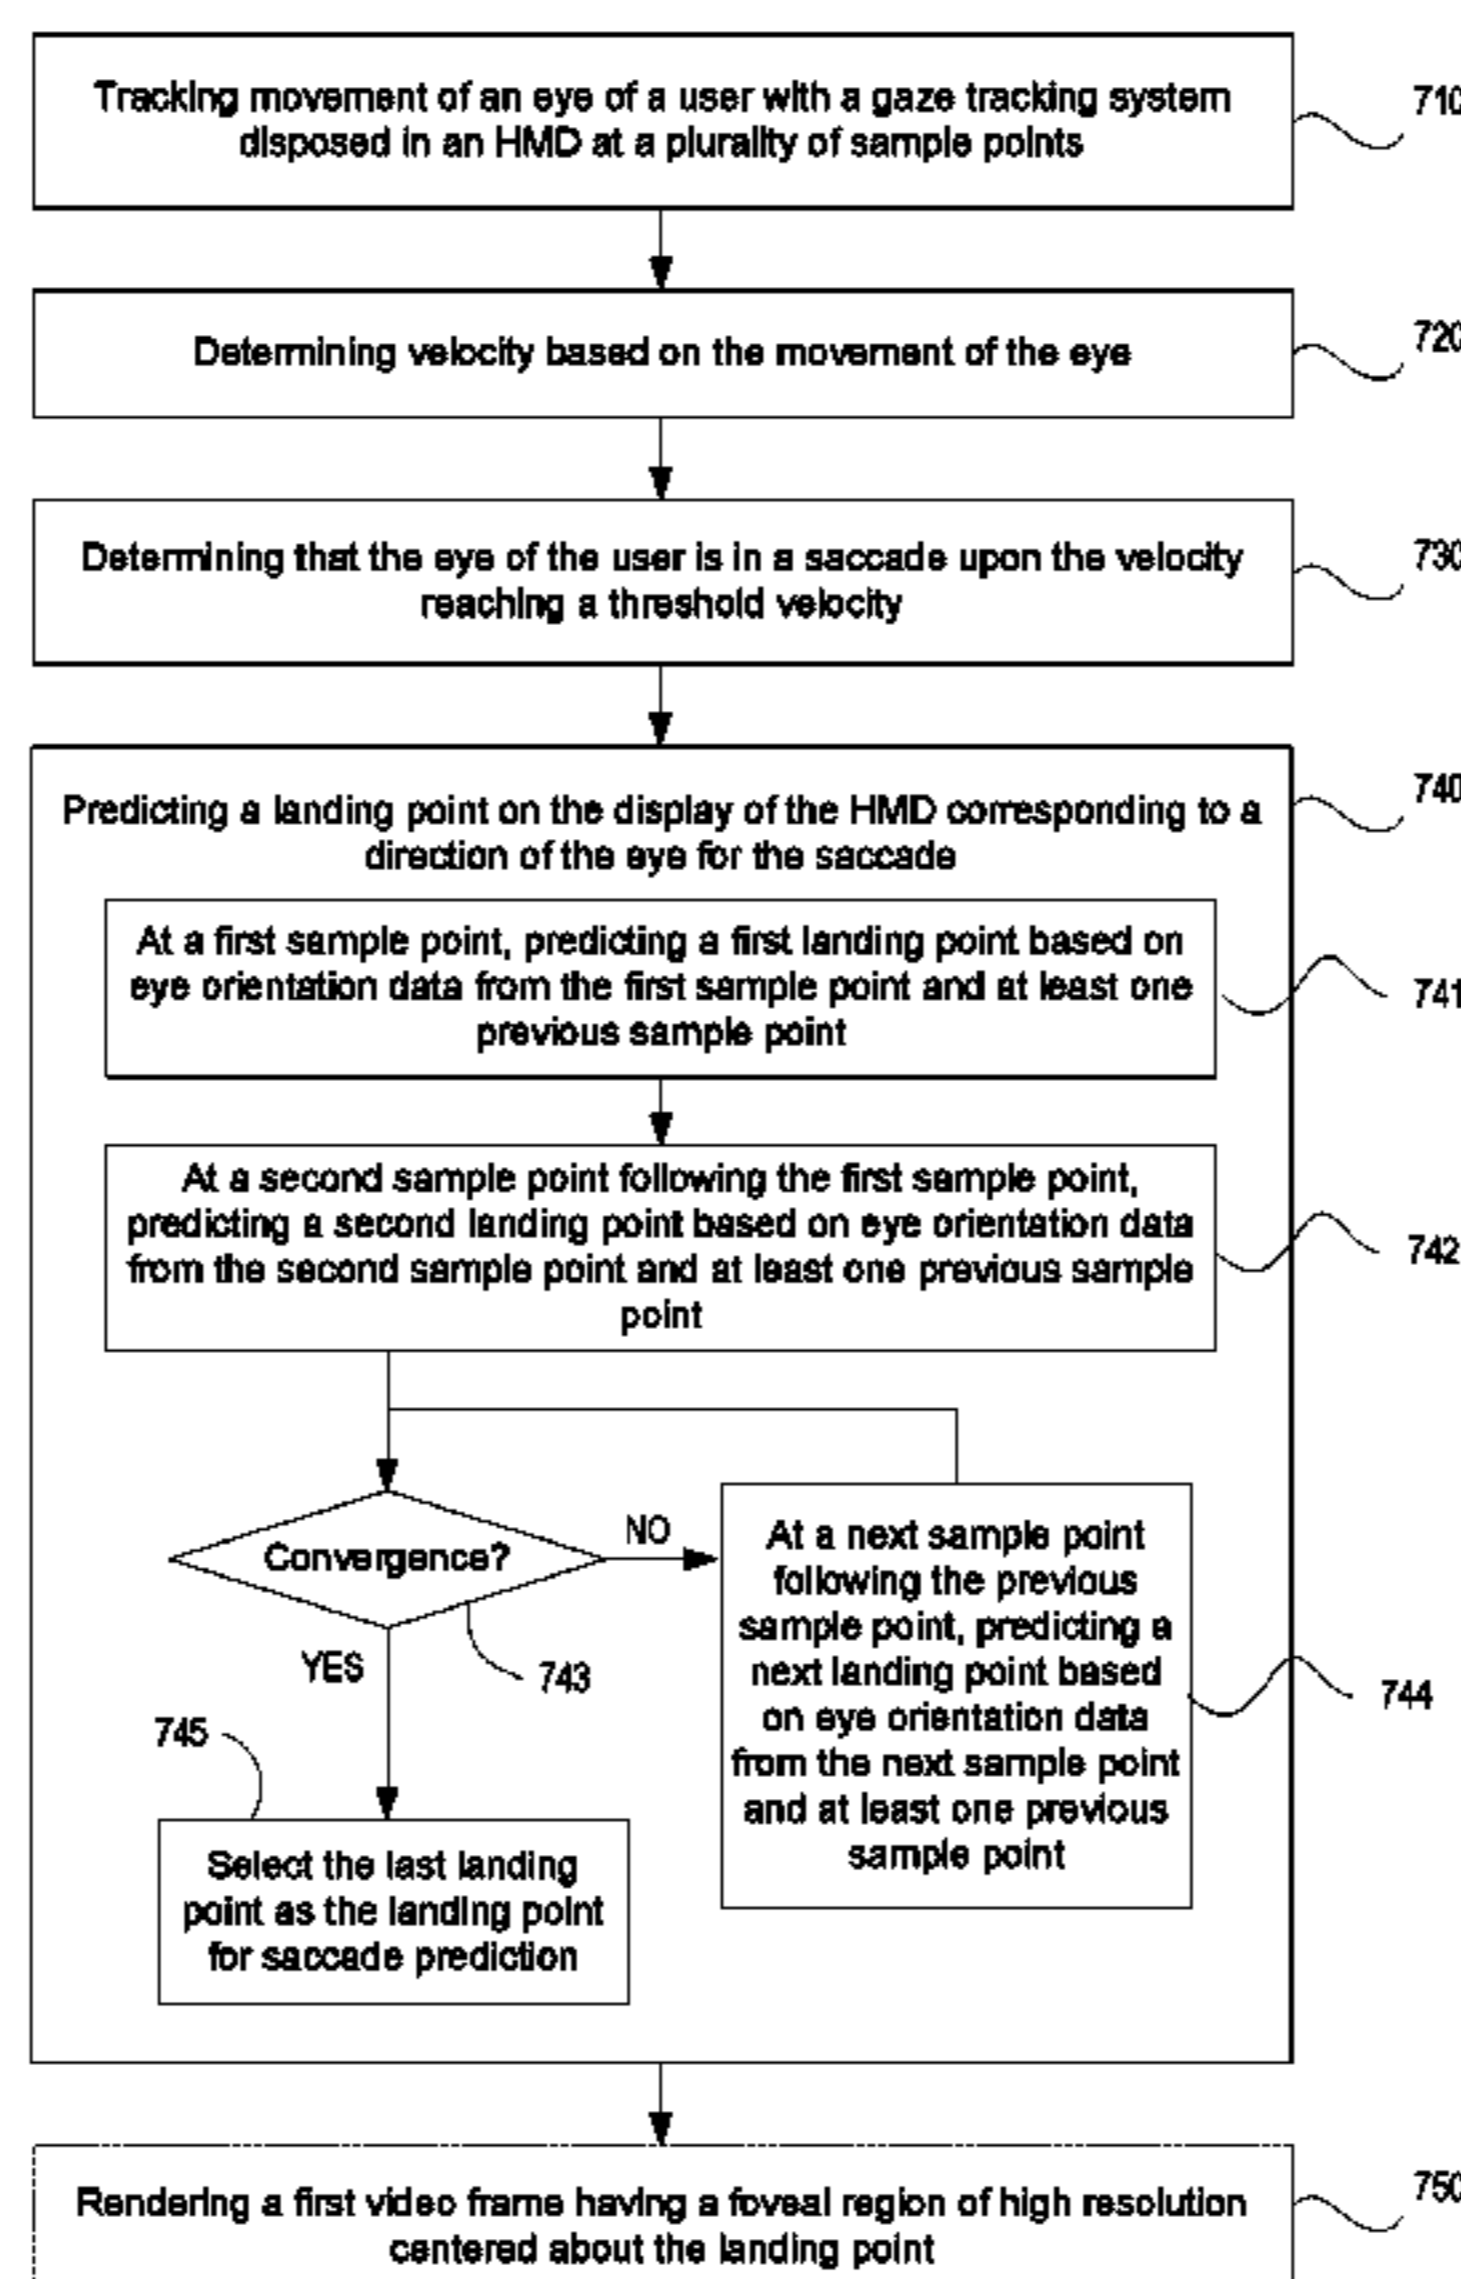 Tracking movement of an eye of a user with a gaze tracking system
disposed in an HMD at a plurality of sample points
710
Determining velocity based on the movement of the eye
720
Determining that the eye of the user is in a saccade upon the velocity
reaching a threshold velocity
730
Predicting a landing point on the display of the HMD corresponding to a
direction of the eye for the saccade
740
At a first sample point, predicting a first landing point based on
eye orientation data from the first sample point and at least one
previous sample point
741
At a second sample point following the first sample point,
predicting a second landing point based on eye orientation data
from the second sample point and at least one previous sample
point
742
Convergence?
NO
YES
743
At a next sample point
following the previous
sample point, predicting a
next landing point based
on eye orientation data
from the next sample point
and at least one previous
sample point
744
745
Select the last landing
point as the landing point
for saccade prediction
Rendering a first video frame having a foveal region of high resolution
centered about the landing point
750